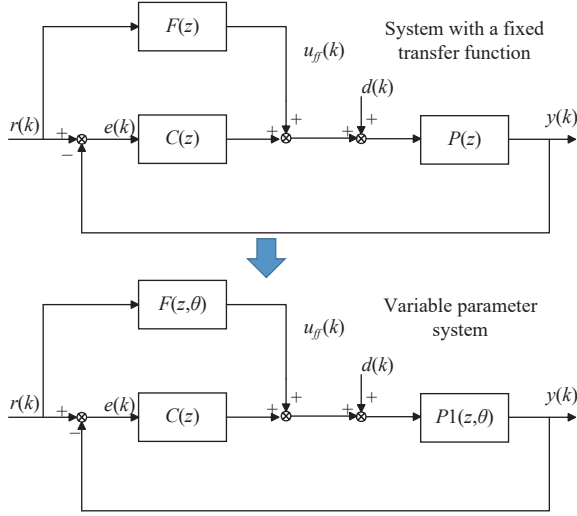 F(z)
System with a fixed
transfer function
u_ff(k)
d(k)
r(k)
+
−
e(k)
C(z)
+
+
+
+
P(z)
y(k)
F(z,θ)
Variable parameter
system
u_ff(k)
d(k)
r(k)
+
−
e(k)
C(z)
+
+
+
+
P1(z,θ)
y(k)